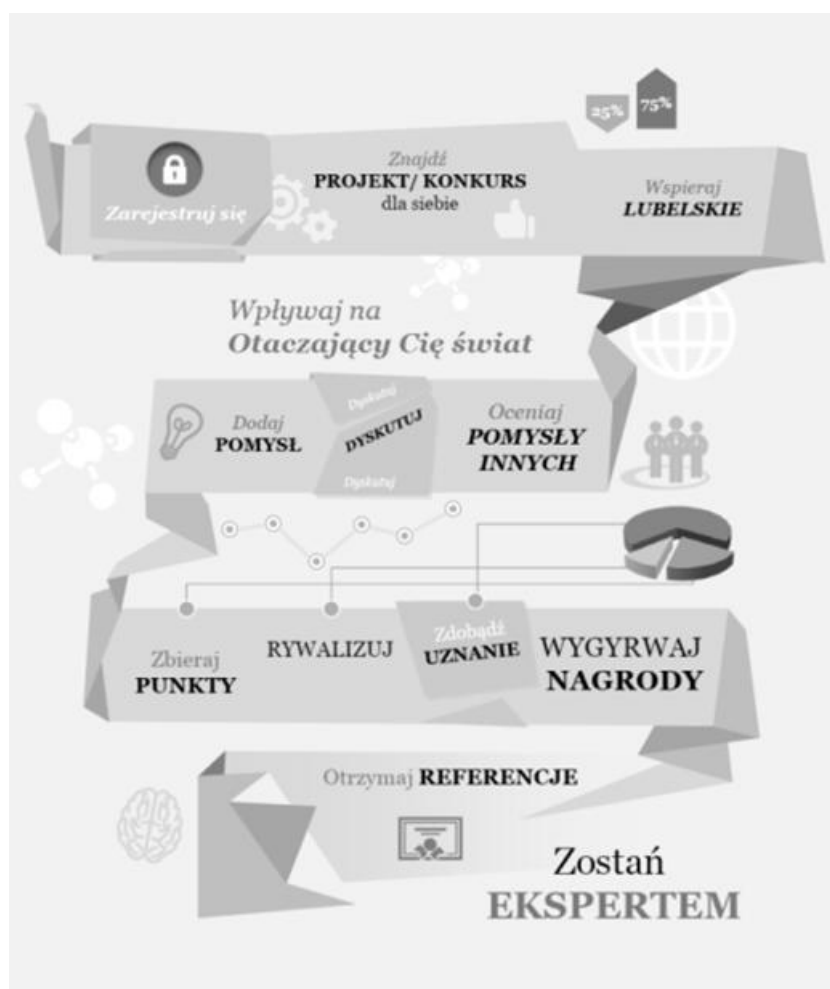 25%
75%
Zarejestruj się
Znajdź
PROJEKT/ KONKURS
dla siebie
Wspieraj
LUBELSKIE
Wpływaj na
Otaczający Cię świat
Dodaj
POMYSŁ
Dyskutuj
DYSKUTUJ
Dyskutuj
Oceniaj
POMYSŁY
INNYCH
Zbieraj
PUNKTY
RYWALIZUJ
Zdobądź
UZNANIE
WYGYRWAJ
NAGRODY
Otrzymaj REFERENCJE
Zostań
EKSPERTEM